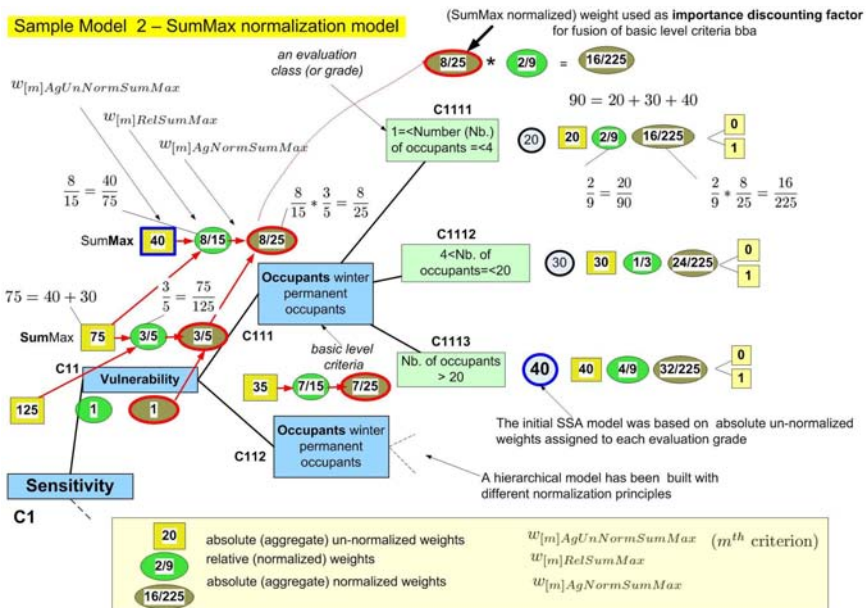 Sample Model 2 – SumMax normalization model
(SumMax normalized) weight used as importance discounting factor
for fusion of basic level criteria bba
8/25 * 2/9 = 16/225
an evaluation
class (or grade)
w[m]AgUnNormSumMax
w[m]RelSumMax
w[m]AgNormSumMax
90 = 20 + 30 + 40
C1111
1=<Number (Nb.)
of occupants =<4
20 20 2/9 16/225
0
1
2/9 = 20/90
2/9 * 8/25 = 16/225
8/15 = 40/75
8/15 * 3/5 = 8/25
SumMax 40 8/15 8/25
C1112
4<Nb. of
occupants=<20
30 30 1/3 24/225
0
1
Occupants winter
permanent
occupants
C111
75 = 40 + 30
3/5 = 75/125
SumMax 75 3/5 3/5
basic level
criteria
C1113
Nb. of occupants
> 20
40 40 4/9 32/225
0
1
C11
Vulnerability
35 7/15 7/25
125 1 1
The initial SSA model was based on absolute un-normalized
weights assigned to each evaluation grade
Occupants winter
permanent
occupants
C112
A hierarchical model has been built with
different normalization principles
Sensitivity
C1
20 absolute (aggregate) un-normalized weights w[m]AgUnNormSumMax (mth criterion)
2/9 relative (normalized) weights w[m]RelSumMax
16/225 absolute (aggregate) normalized weights w[m]AgNormSumMax